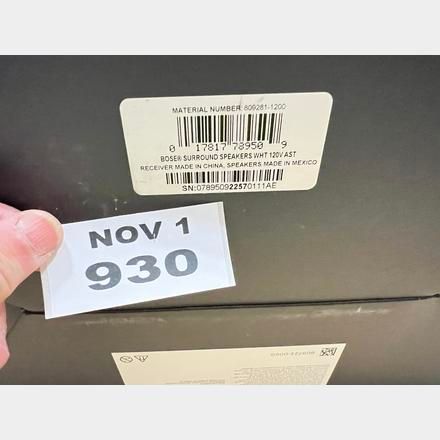 MATERIAL NUMBER: 809281-1200
0 17817 78950 9
BOSE® SURROUND SPEAKERS WHT 120V AST
RECEIVER MADE IN CHINA, SPEAKERS MADE IN MEXICO
SN:078950922570111AE
NOV 1
930